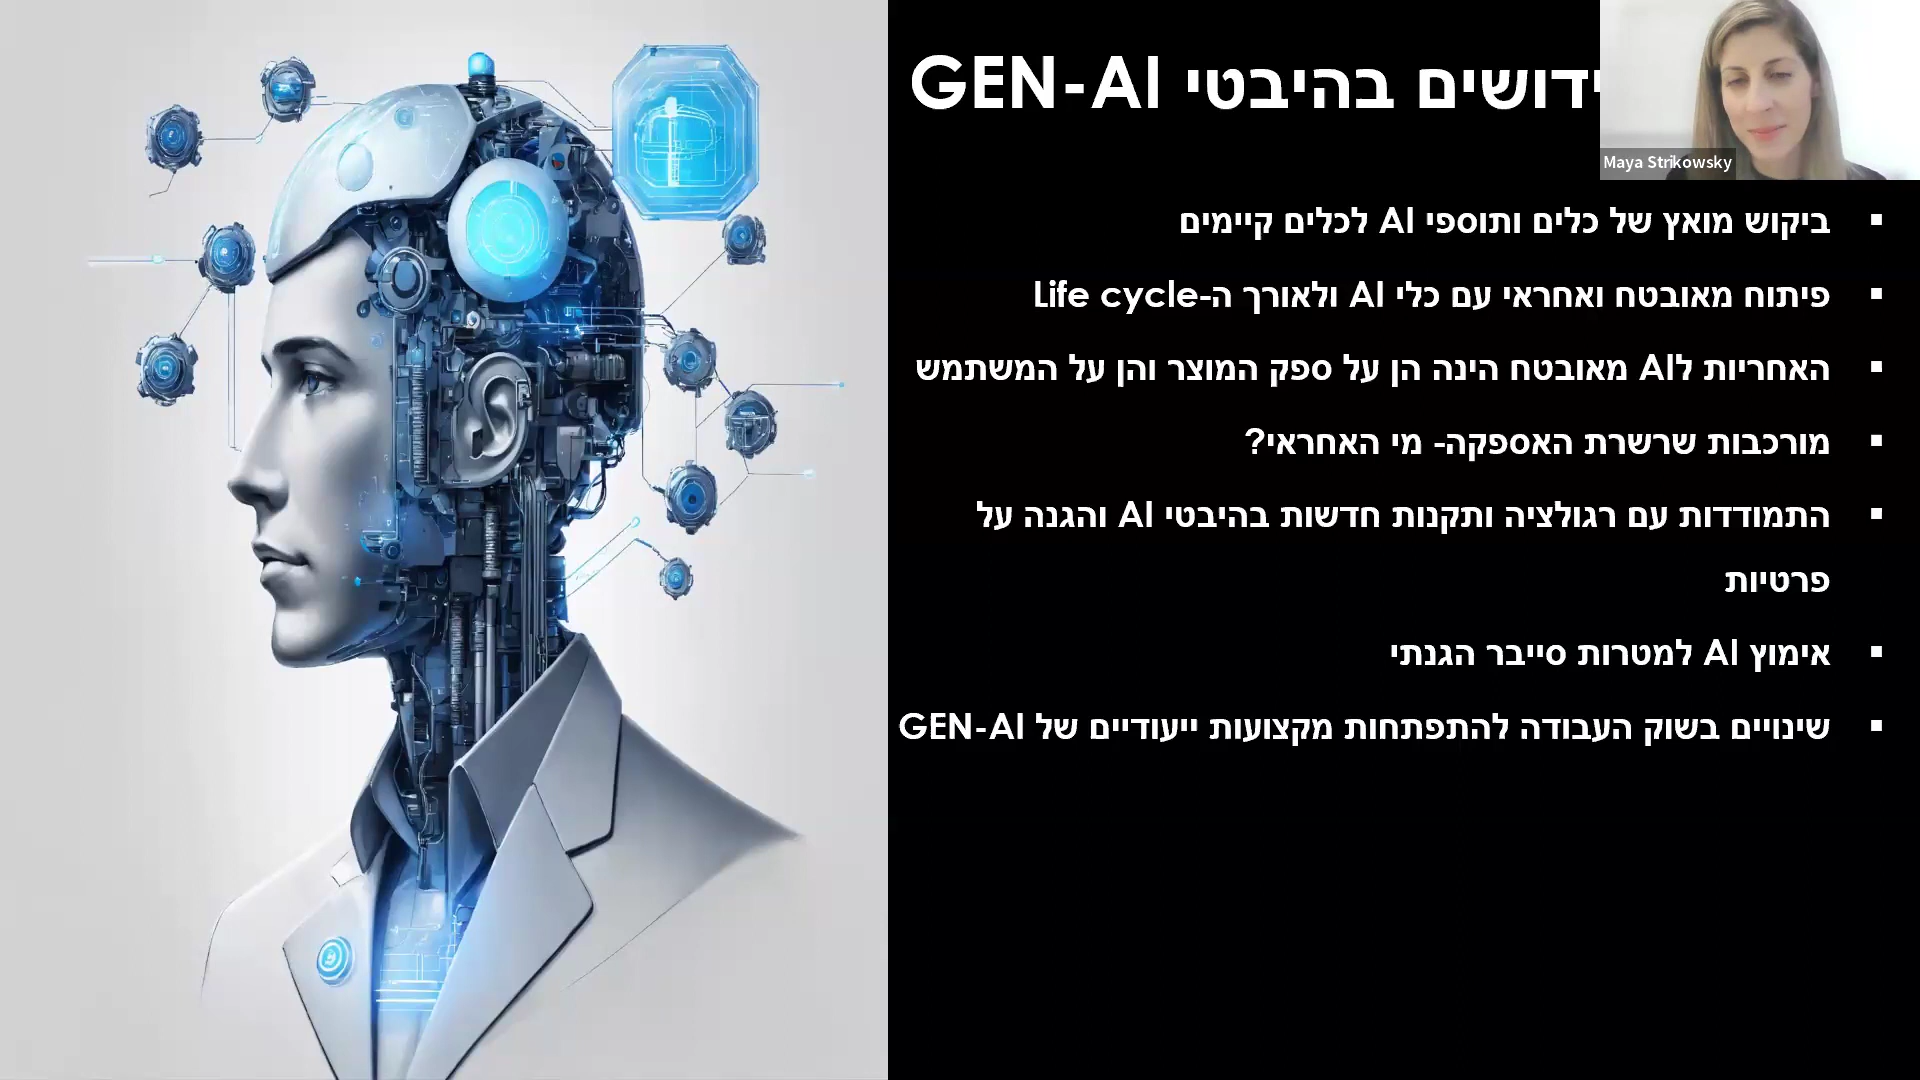 בהיבטי GEN-AI
Maya Strikowsky
▪ ביקוש מואץ של כלים ותוספי AI לכלים קיימים
▪ פיתוח מאובטח ואחראי עם כלי AI ולאורך ה-Life cycle
▪ האחריות לAI מאובטח הינה הן על ספק המוצר והן על המשתמש
▪ מורכבות שרשרת האספקה- מי האחראי?
▪ התמודדות עם רגולציה ותקנות חדשות בהיבטי AI והגנה על
פרטיות
▪ אימוץ AI למטרות סייבר הגנתי
▪ שינויים בשוק העבודה להתפתחות מקצועות ייעודיים של GEN-AI